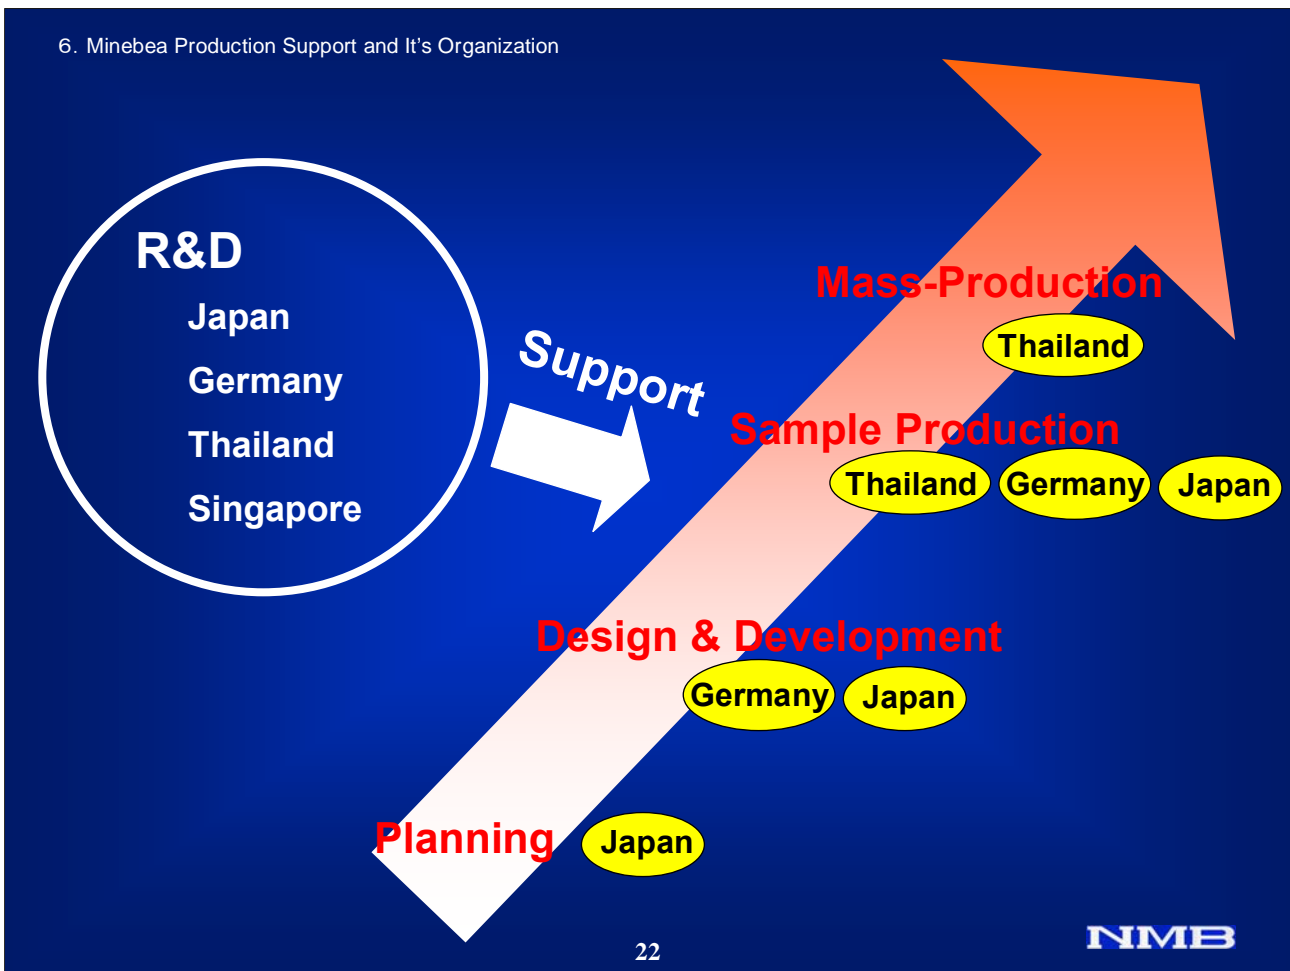 6. Minebea Production Support and It's Organization
R&D
Japan
Germany
Thailand
Singapore
Support
Mass-Production
Thailand
Sample Production
Thailand Germany Japan
Design & Development
Germany Japan
Planning Japan
22
NMB